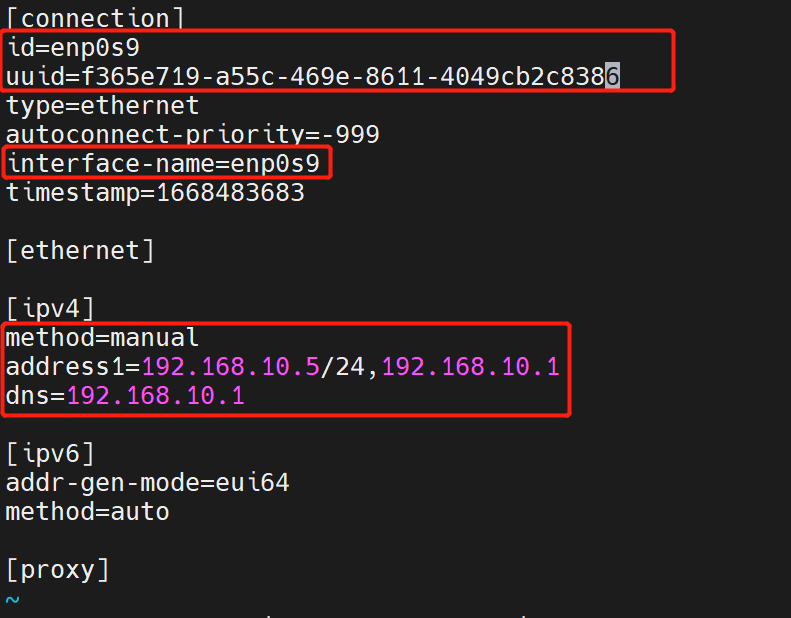 [connection]
id=enp0s9
uuid=f365e719-a55c-469e-8611-4049cb2c8386
type=ethernet
autoconnect-priority=-999
interface-name=enp0s9
timestamp=1668483683
[ethernet]
[ipv4]
method=manual
address1=192.168.10.5/24,192.168.10.1
dns=192.168.10.1
[ipv6]
addr-gen-mode=eui64
method=auto
[proxy]
~